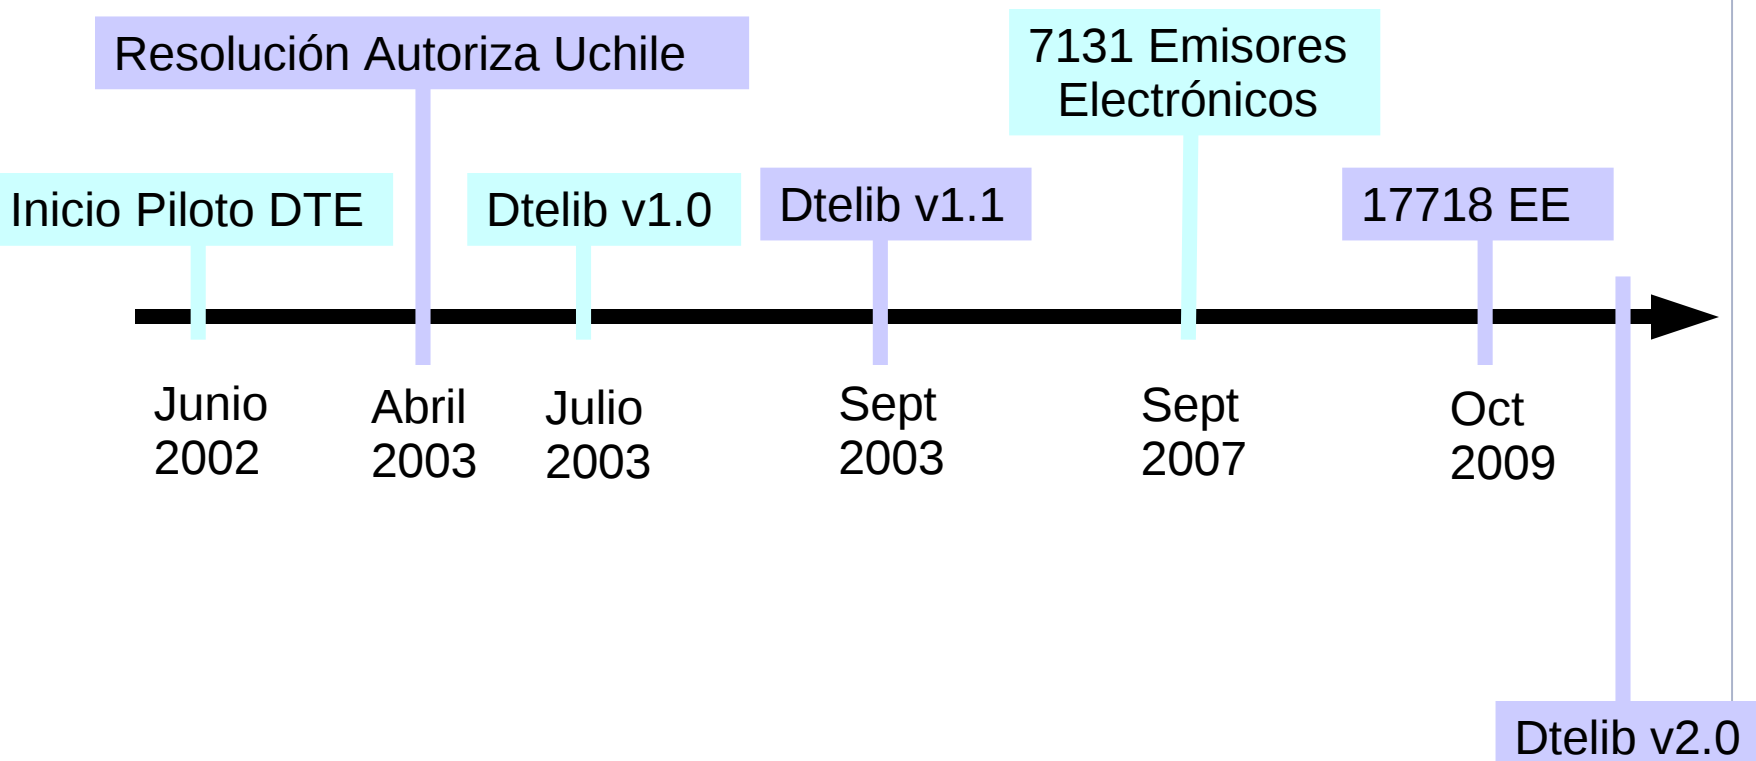 Resolución Autoriza Uchile
7131 Emisores
Electrónicos
Inicio Piloto DTE
Dtelib v1.0
Dtelib v1.1
17718 EE
Junio
2002
Abril
2003
Julio
2003
Sept
2003
Sept
2007
Oct
2009
Dtelib v2.0